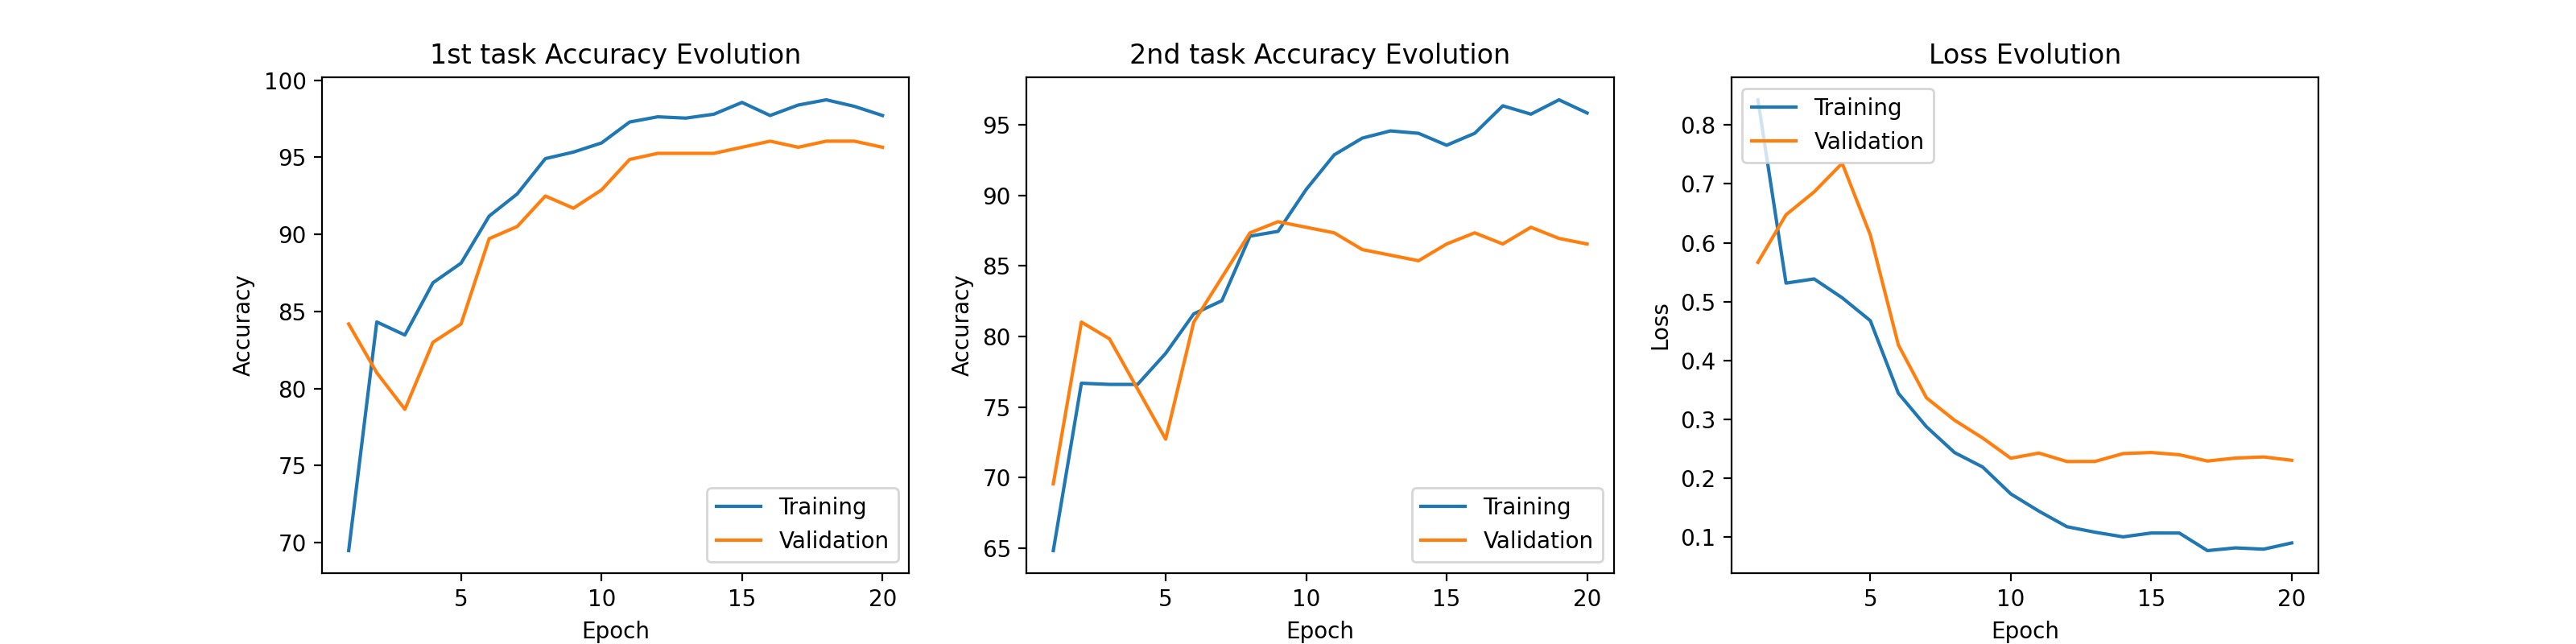 1st task Accuracy Evolution
100
95
90
85
80
75
70
Accuracy
5 10 15 20
Epoch
Training
Validation
2nd task Accuracy Evolution
95
90
85
80
75
70
65
Accuracy
5 10 15 20
Epoch
Training
Validation
Loss Evolution
0.8
0.7
0.6
0.5
0.4
0.3
0.2
0.1
Loss
5 10 15 20
Epoch
Training
Validation